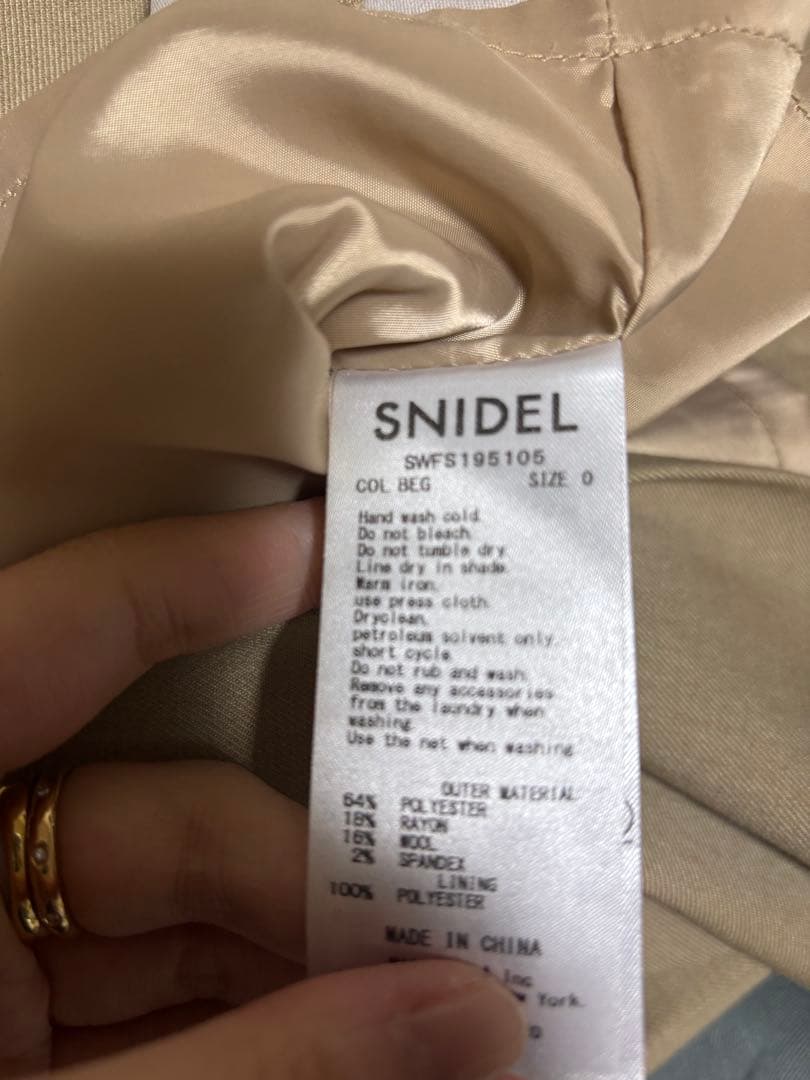 SNIDEL
SWFS195105
COL BEG SIZE 0
Hand wash cold.
Do not bleach.
Do not tumble dry.
Line dry in shade.
Warm iron.
use press cloth.
Dryclean.
petroleum solvent only.
short cycle.
Do not rub and wash.
Remove any accessories
from the laundry when
washing.
Use the net when washing.
OUTER MATERIAL
64% POLYESTER
18% RAYON
16% WOOL
2% SPANDEX
LINING
100% POLYESTER
MADE IN CHINA
Inc
York.